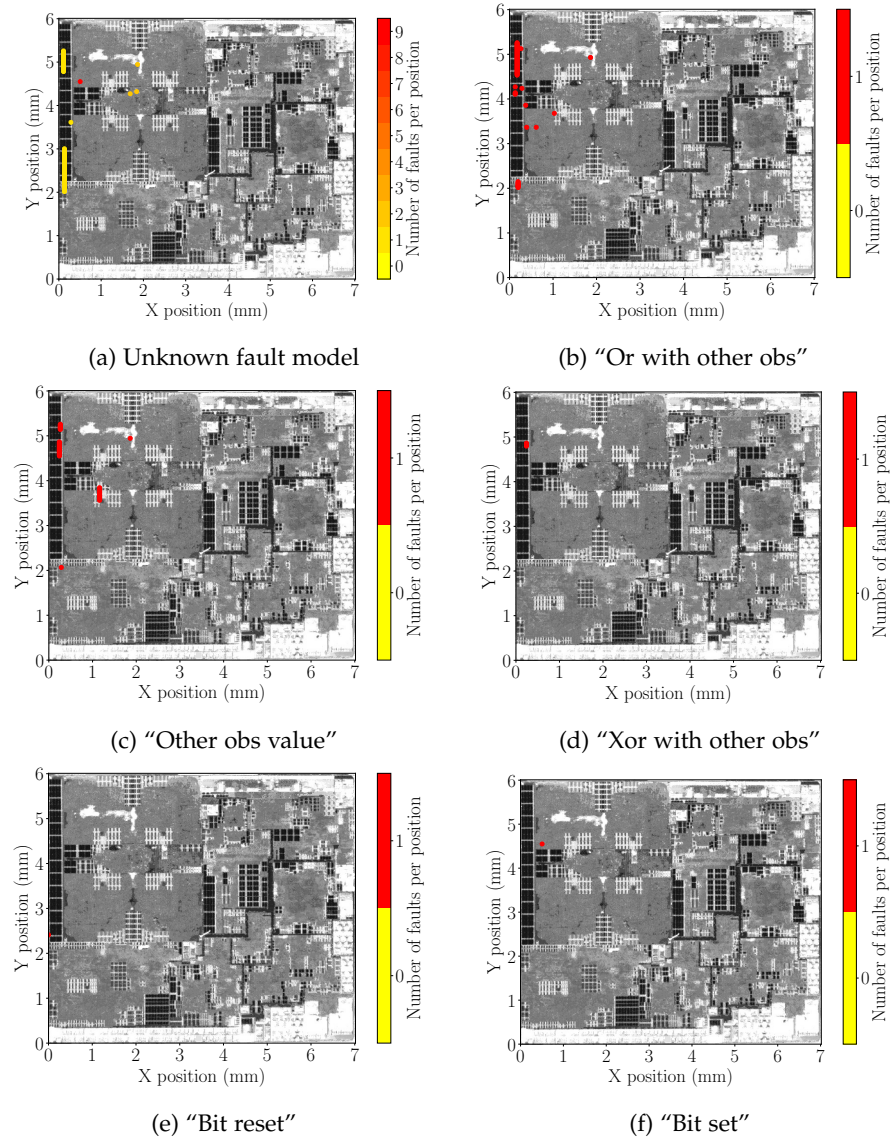 6
5
4
3
2
1
0
Y position (mm)
0 1 2 3 4 5 6 7
X position (mm)
9
8
7
6
5
4
3
2
1
0
Number of faults per position
(a) Unknown fault model
6
5
4
3
2
1
0
Y position (mm)
0 1 2 3 4 5 6 7
X position (mm)
1
0
Number of faults per position
(b) “Or with other obs”
6
5
4
3
2
1
0
Y position (mm)
0 1 2 3 4 5 6 7
X position (mm)
1
0
Number of faults per position
(c) “Other obs value”
6
5
4
3
2
1
0
Y position (mm)
0 1 2 3 4 5 6 7
X position (mm)
1
0
Number of faults per position
(d) “Xor with other obs”
6
5
4
3
2
1
0
Y position (mm)
0 1 2 3 4 5 6 7
X position (mm)
1
0
Number of faults per position
(e) “Bit reset”
6
5
4
3
2
1
0
Y position (mm)
0 1 2 3 4 5 6 7
X position (mm)
1
0
Number of faults per position
(f) “Bit set”